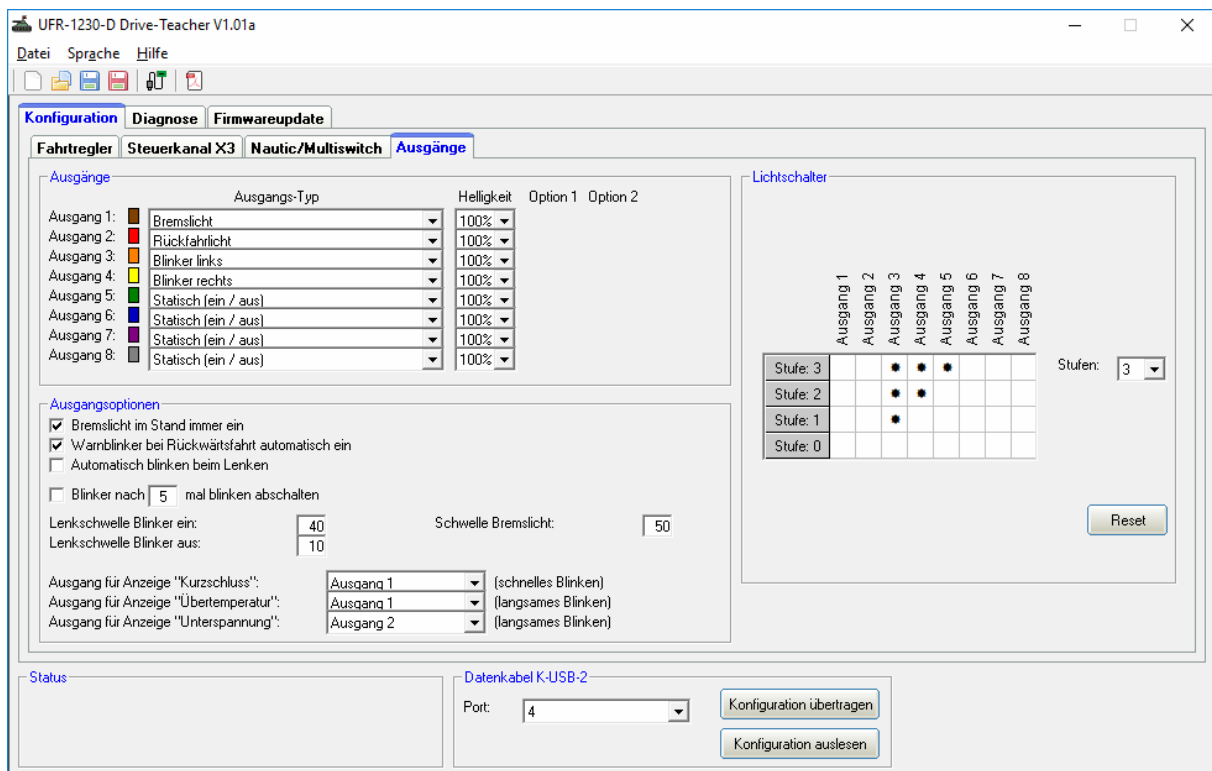 UFR-1230-D Drive-Teacher V1.01a
Datei Sprache Hilfe
Konfiguration Diagnose Firmwareupdate
Fahrtregler Steuerkanal X3 Nautic/Multiswitch Ausgänge
Ausgänge
Ausgangs-Typ Helligkeit Option 1 Option 2
Ausgang 1: Bremslicht 100%
Ausgang 2: Rückfahrlicht 100%
Ausgang 3: Blinker links 100%
Ausgang 4: Blinker rechts 100%
Ausgang 5: Statisch (ein / aus) 100%
Ausgang 6: Statisch (ein / aus) 100%
Ausgang 7: Statisch (ein / aus) 100%
Ausgang 8: Statisch (ein / aus) 100%
Ausgangsoptionen
Bremslicht im Stand immer ein
Warnblinker bei Rückwärtsfahrt automatisch ein
Automatisch blinken beim Lenken
Blinker nach 5 mal blinken abschalten
Lenkschwelle Blinker ein: 40 Schwelle Bremslicht: 50
Lenkschwelle Blinker aus: 10
Ausgang für Anzeige "Kurzschluss": Ausgang 1 (schnelles Blinken)
Ausgang für Anzeige "Übertemperatur": Ausgang 1 (langsames Blinken)
Ausgang für Anzeige "Unterspannung": Ausgang 2 (langsames Blinken)
Lichtschalter
Ausgang 1 Ausgang 2 Ausgang 3 Ausgang 4 Ausgang 5 Ausgang 6 Ausgang 7 Ausgang 8
Stufe: 3 Stufen: 3
Stufe: 2
Stufe: 1
Stufe: 0
Reset
Status
Datenkabel K-USB-2
Port: 4 Konfiguration übertragen
Konfiguration auslesen